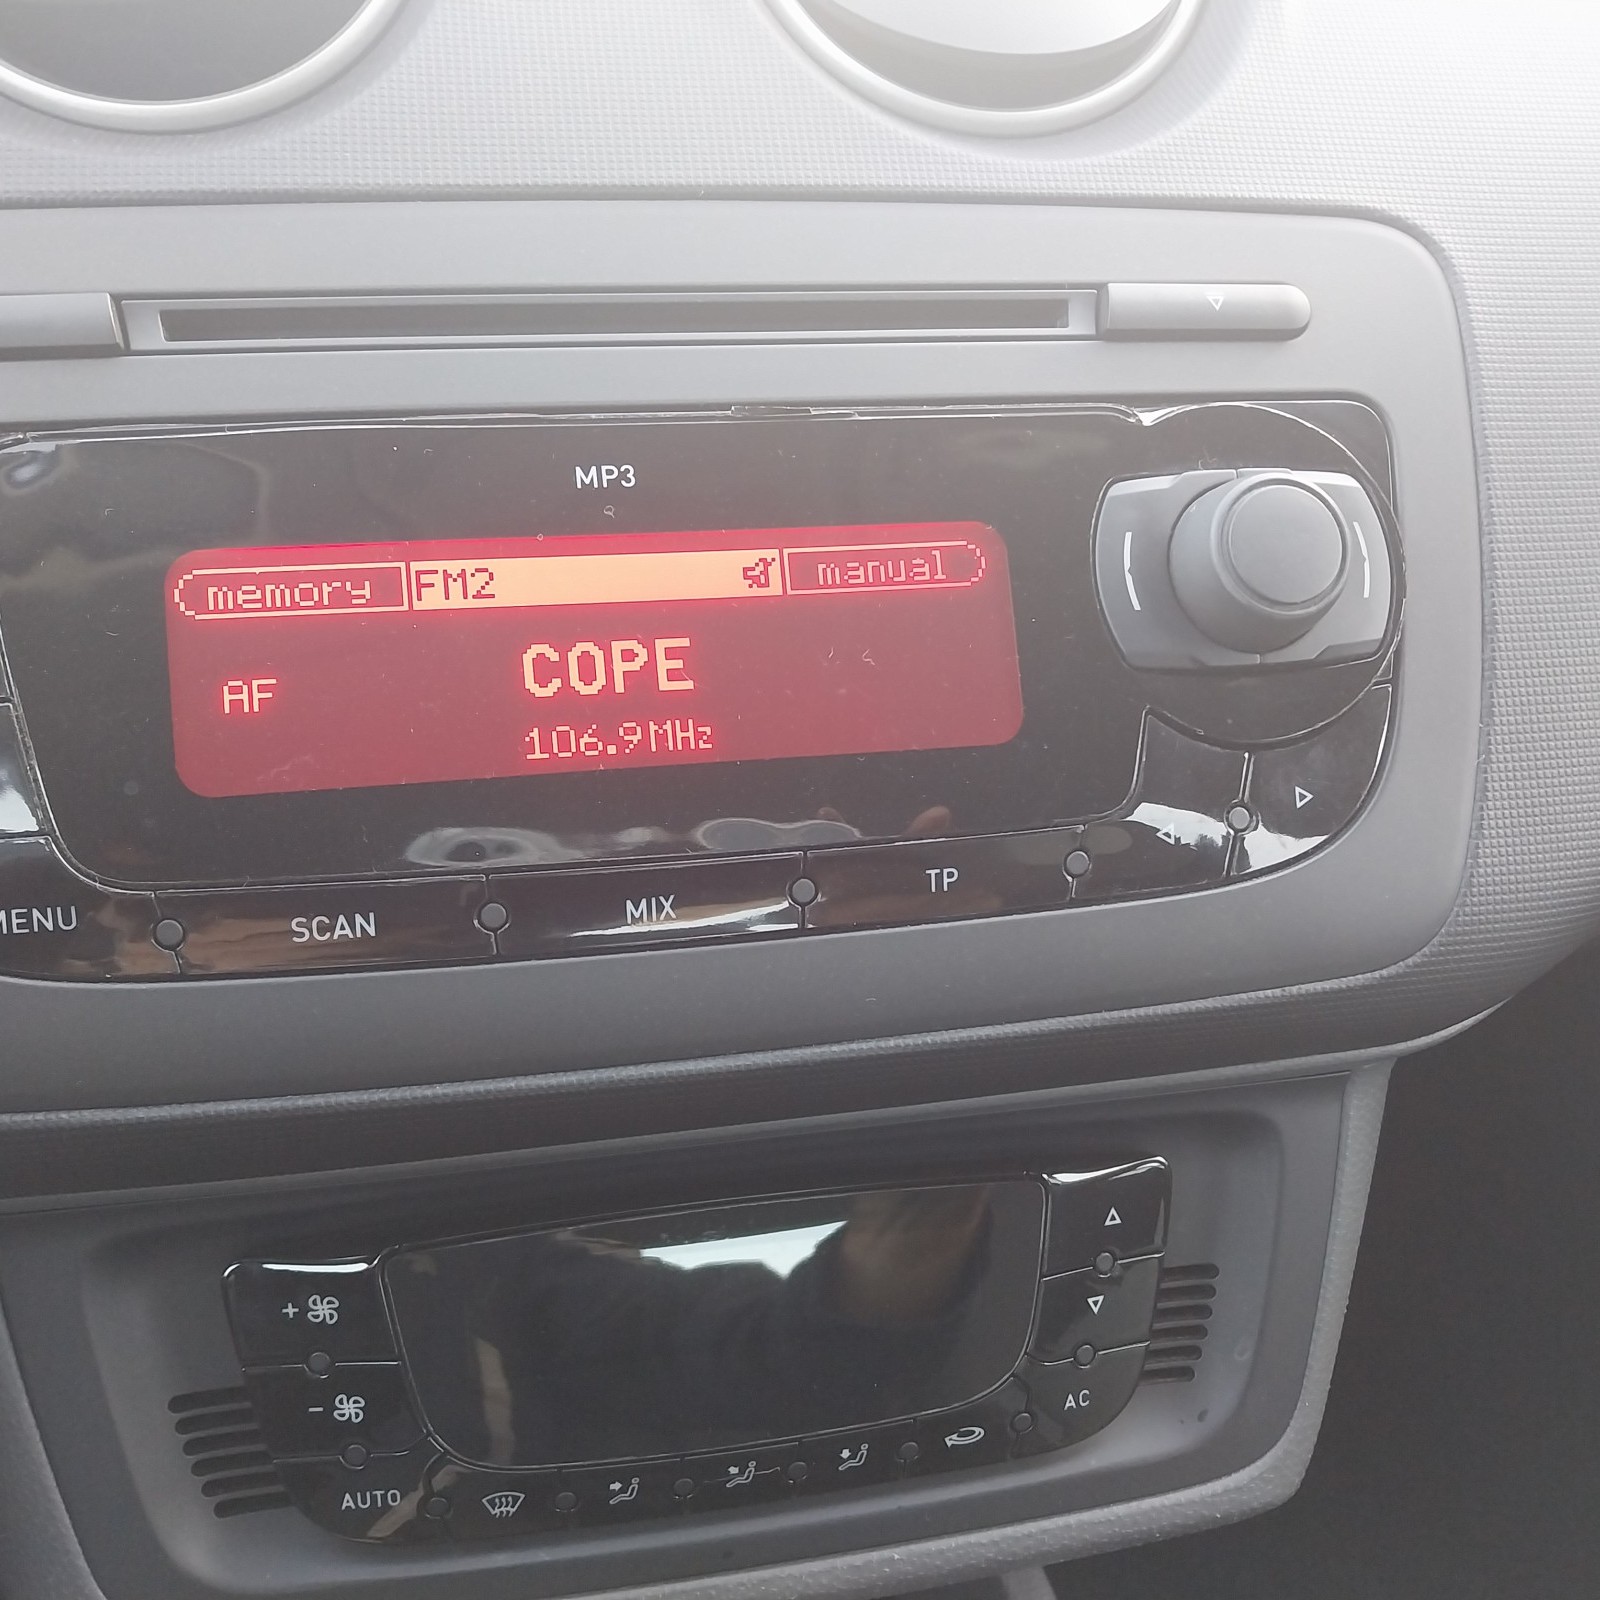 MP3
memory FM2 manual
COPE
AF
106.9MHz
MENU SCAN MIX TP
+
-
AUTO
AC